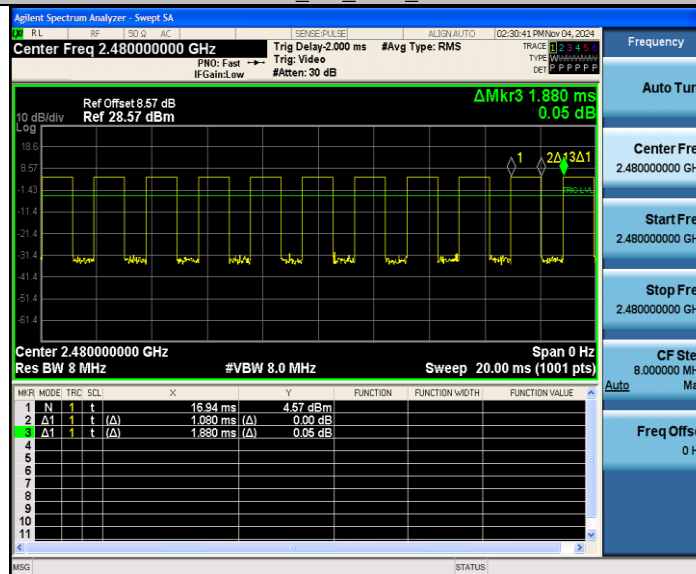 Agilent Spectrum Analyzer - Swept SA
RL RF 50 Ω AC SENSE:PULSE ALIGN AUTO 02:30:41 PM Nov 04, 2024
Center Freq 2.480000000 GHz
PNO: Fast
IFGain:Low
Trig Delay-2.000 ms
Trig: Video
#Atten: 30 dB
#Avg Type: RMS
TRACE 1 2 3 4 5 6
TYPE WWWWWW
DET P P P P P P
Ref Offset 8.57 dB
Ref 28.57 dBm
10 dB/div
Log
ΔMkr3 1.880 ms
0.05 dB
18.6
8.57
-1.43
-11.4
-21.4
-31.4
-41.4
-51.4
-61.4
1 2Δ1 3Δ1
TRIG LVL
Center 2.480000000 GHz Span 0 Hz
Res BW 8 MHz #VBW 8.0 MHz Sweep 20.00 ms (1001 pts)
MKR MODE TRC SCL X Y FUNCTION FUNCTION WIDTH FUNCTION VALUE
1 N 1 t 16.94 ms 4.57 dBm
2 Δ1 1 t (Δ) 1.080 ms (Δ) 0.00 dB
3 Δ1 1 t (Δ) 1.880 ms (Δ) 0.05 dB
4
5
6
7
8
9
10
11
MSG STATUS
Frequency
Auto Tun
Center Fre
2.480000000 GH
Start Fre
2.480000000 GH
Stop Fre
2.480000000 GH
CF Ste
8.000000 MH
Auto Ma
Freq Offs
0 H